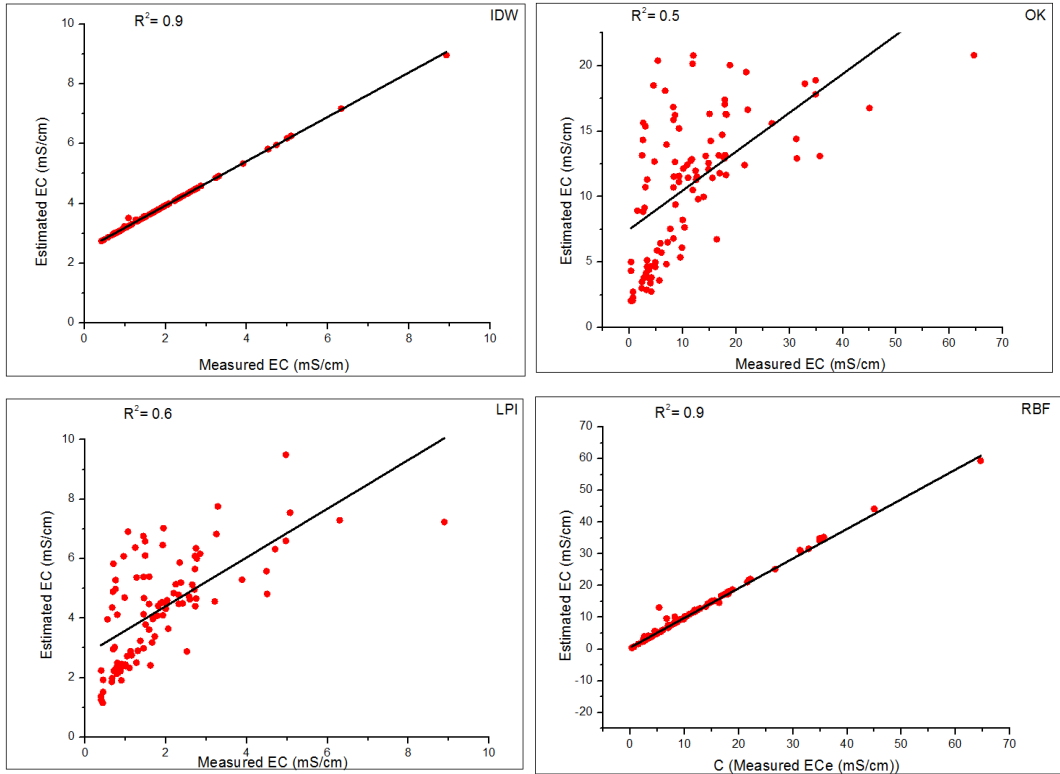 R²= 0.9
IDW
10
8
6
4
2
0
Estimated EC (mS/cm)
0 2 4 6 8 10
Measured EC (mS/cm)
R²= 0.5
OK
20
15
10
5
0
Estimated EC (mS/cm)
0 10 20 30 40 50 60 70
Measured EC (mS/cm)
R²= 0.6
LPI
10
8
6
4
2
0
Estimated EC (mS/cm)
0 2 4 6 8 10
Measured EC (mS/cm)
R²= 0.9
RBF
70
60
50
40
30
20
10
0
-10
-20
Estimated EC (mS/cm)
0 10 20 30 40 50 60 70
C (Measured ECe (mS/cm))